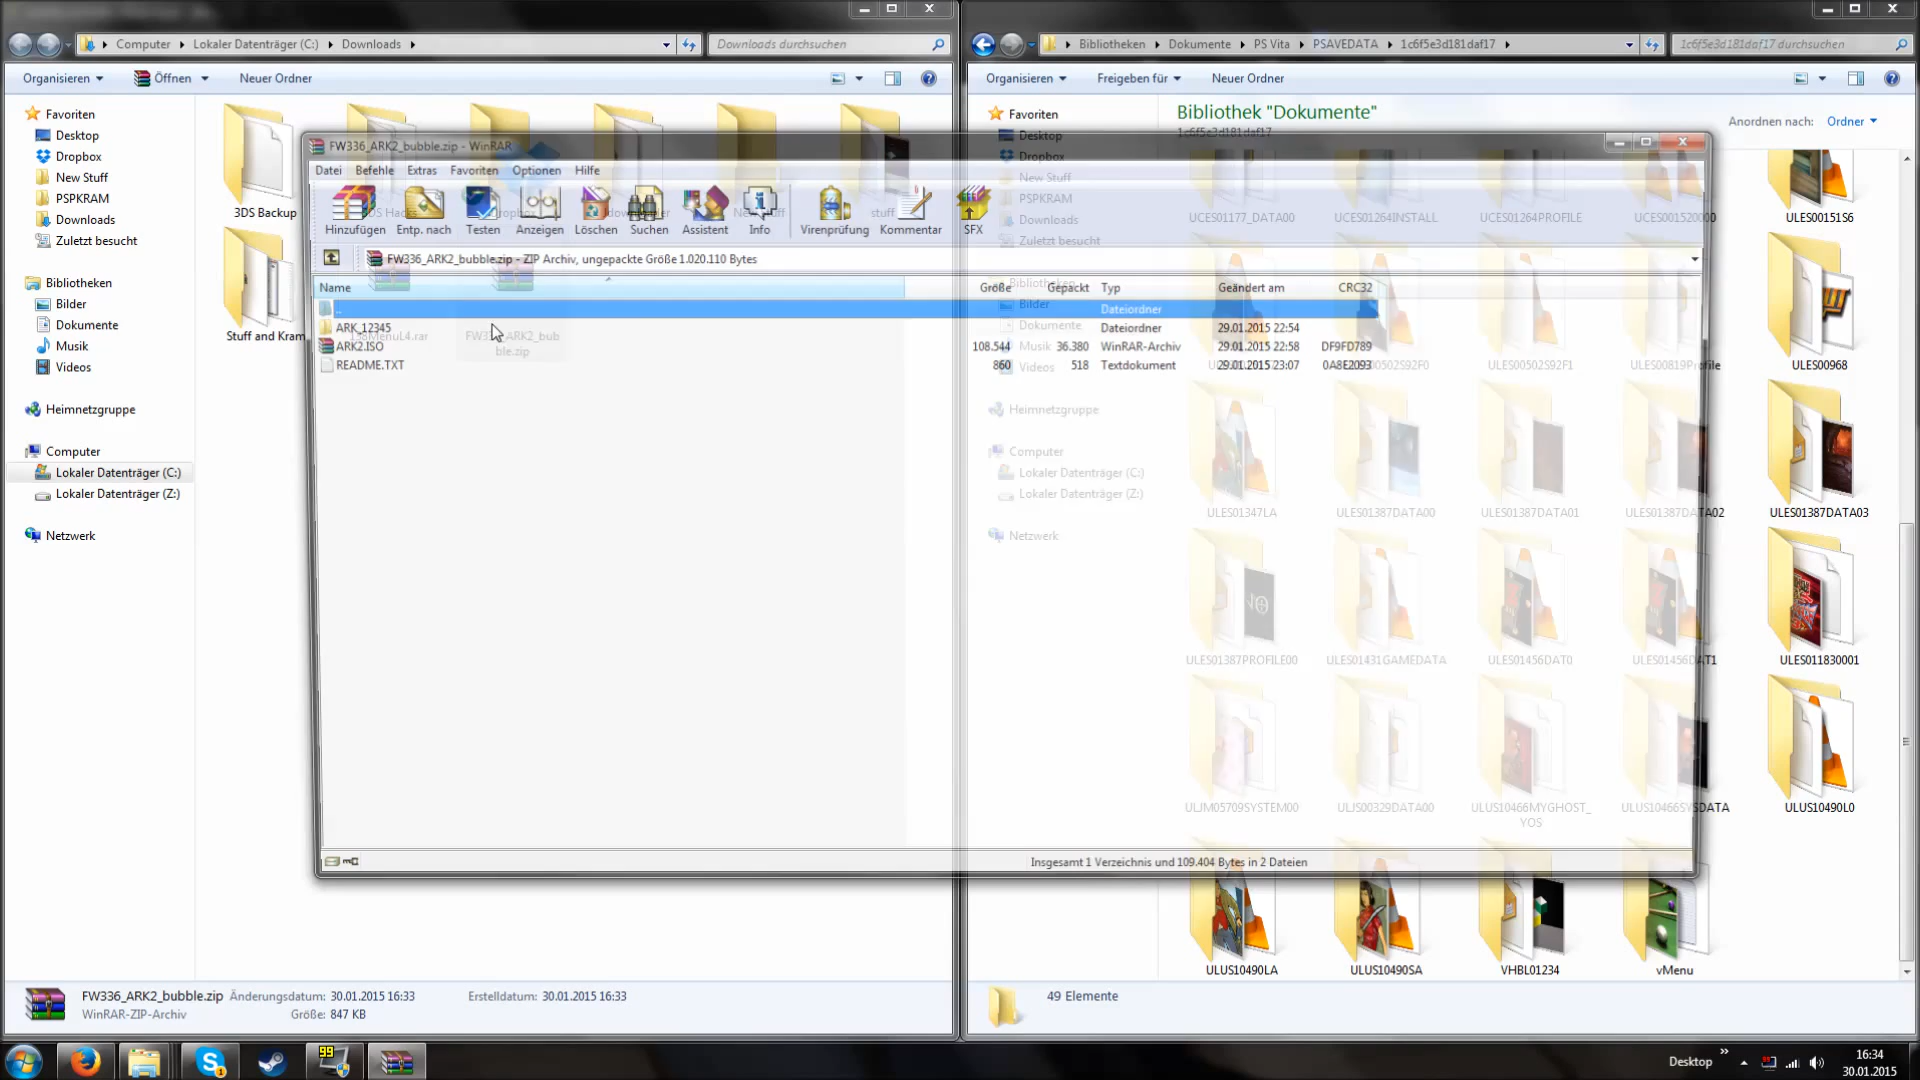 Computer Lokaler Datenträger (C:) Downloads
Downloads durchsuchen
Organisieren Öffnen Neuer Ordner
Favoriten
Desktop
Dropbox
New Stuff
PSPKRAM
Downloads
Zuletzt besucht
Bibliotheken
Bilder
Dokumente
Musik
Videos
Heimnetzgruppe
Computer
Lokaler Datenträger (C:)
Lokaler Datenträger (Z:)
Netzwerk
3DS Backup
Stuff and Kram
138MenuL4.rar
FW336_ARK2_bub
ble.zip
FW336_ARK2_bubble.zip Änderungsdatum: 30.01.2015 16:33 Erstelldatum: 30.01.2015 16:33
WinRAR-ZIP-Archiv Größe: 847 KB
FW336_ARK2_bubble.zip - WinRAR
Datei Befehle Extras Favoriten Optionen Hilfe
Hinzufügen Entp. nach Testen Anzeigen Löschen Suchen Assistent Info Virenprüfung Kommentar SFX
FW336_ARK2_bubble.zip - ZIP Archiv, ungepackte Größe 1.020.110 Bytes
Name Größe Gepackt Typ Geändert am CRC32
.. Dateiordner
ARK_12345 Dateiordner 29.01.2015 22:54
ARK2.ISO 108.544 36.380 WinRAR-Archiv 29.01.2015 22:58 DF9FD789
README.TXT 860 518 Textdokument 29.01.2015 23:07 0A8E2093
Insgesamt 1 Verzeichnis und 109.404 Bytes in 2 Dateien
Bibliotheken Dokumente PS Vita PSAVEDATA 1c6f5e3d181daf17
1c6f5e3d181daf17 durchsuchen
Organisieren Freigeben für Neuer Ordner
Bibliothek "Dokumente"
1c6f5e3d181daf17
Anordnen nach: Ordner
Favoriten
Desktop
Dropbox
New Stuff
PSPKRAM
Downloads
Zuletzt besucht
Bibliotheken
Bilder
Dokumente
Musik
Videos
Heimnetzgruppe
Computer
Lokaler Datenträger (C:)
Lokaler Datenträger (Z:)
Netzwerk
UCES01177_DATA00 UCES01264INSTALL UCES01264PROFILE UCES001520000 ULES00151S6
ULES00502S92F1 ULES00819Profile ULES00968
ULES01347LA ULES01387DATA00 ULES01387DATA01 ULES01387DATA02 ULES01387DATA03
ULES01387PROFILE00 ULES01431GAMEDATA ULES01456DAT0 ULES01456DAT1 ULES011830001
ULJM05709SYSTEM00 ULJS00329DATA00 ULUS10466MYGHOST_
YOS ULUS10466SYSDATA ULUS10490L0
ULUS10490LA ULUS10490SA VHBL01234 vMenu
49 Elemente
99
Desktop
16:34
30.01.2015